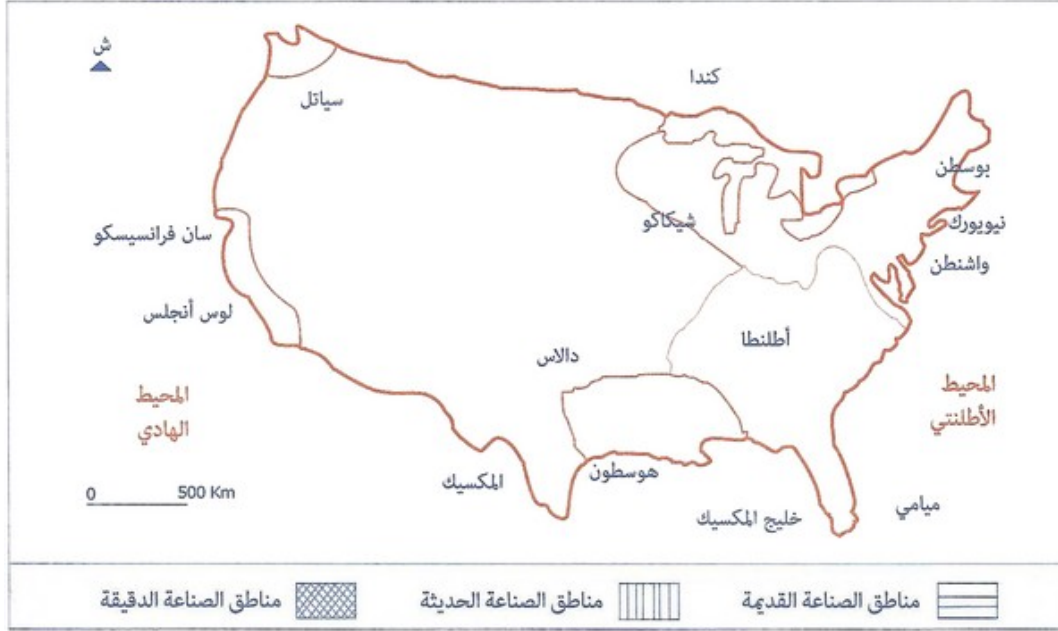 ش
كندا
سياتل
بوسطن
نيويورك
شيكاكو
سان فرانسيسكو
واشنطن
لوس أنجلس
أطلنطا
دالاس
المحيط
الأطلنتي
المحيط
الهادي
هوسطون
المكسيك
0 500 Km
ميامي
خليج المكسيك
مناطق الصناعة القديمة
مناطق الصناعة الحديثة
مناطق الصناعة الدقيقة